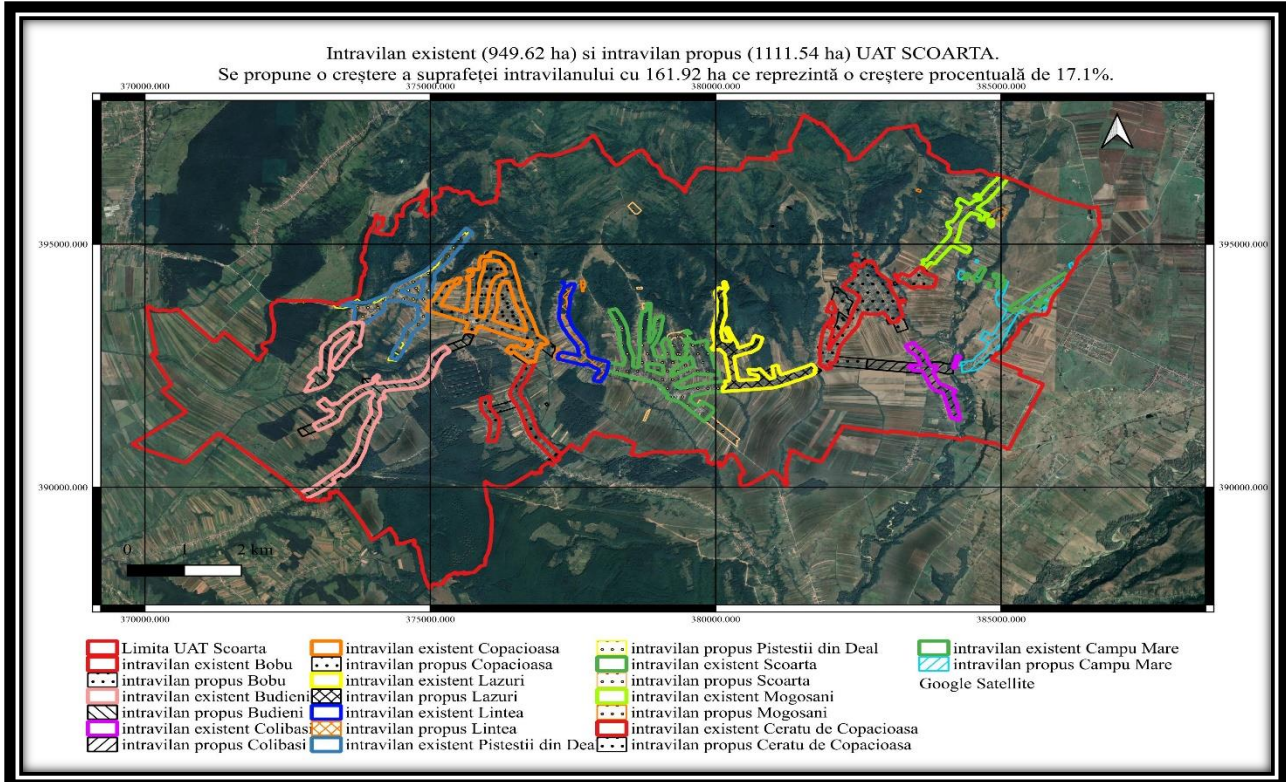 Intravilan existent (949.62 ha) si intravilan propus (1111.54 ha) UAT SCOARTA.
Se propune o creștere a suprafeței intravilanului cu 161.92 ha ce reprezintă o creștere procentuală de 17.1%.
370000.000 375000.000 380000.000 385000.000
395000.000 395000.000
390000.000 390000.000
0 1 2 km
370000.000 375000.000 380000.000 385000.000
Limita UAT Scoarta
intravilan existent Bobu
intravilan propus Bobu
intravilan existent Budieni
intravilan propus Budieni
intravilan existent Colibasi
intravilan propus Colibasi
intravilan existent Copacioasa
intravilan propus Copacioasa
intravilan existent Lazuri
intravilan propus Lazuri
intravilan existent Lintea
intravilan propus Lintea
intravilan existent Pistestii din Deal
intravilan propus Pistestii din Deal
intravilan existent Scoarta
intravilan propus Scoarta
intravilan existent Mogosani
intravilan propus Mogosani
intravilan existent Ceratu de Copacioasa
intravilan propus Ceratu de Copacioasa
intravilan existent Campu Mare
intravilan propus Campu Mare
Google Satellite